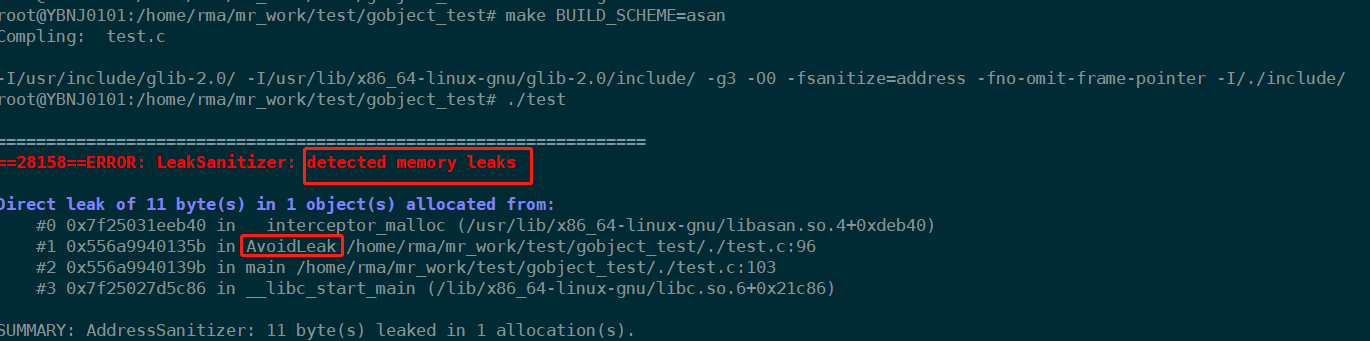 root@YBNJ0101:/home/rma/mr_work/test/gobject_test# make BUILD_SCHEME=asan
Compling:  test.c
-I/usr/include/glib-2.0/ -I/usr/lib/x86_64-linux-gnu/glib-2.0/include/ -g3 -O0 -fsanitize=address -fno-omit-frame-pointer -I/./include/
root@YBNJ0101:/home/rma/mr_work/test/gobject_test# ./test
=================================================================
==28158==ERROR: LeakSanitizer: detected memory leaks
Direct leak of 11 byte(s) in 1 object(s) allocated from:
    #0 0x7f25031eeb40 in __interceptor_malloc (/usr/lib/x86_64-linux-gnu/libasan.so.4+0xdeb40)
    #1 0x556a9940135b in AvoidLeak /home/rma/mr_work/test/gobject_test/./test.c:96
    #2 0x556a9940139b in main /home/rma/mr_work/test/gobject_test/./test.c:103
    #3 0x7f25027d5c86 in __libc_start_main (/lib/x86_64-linux-gnu/libc.so.6+0x21c86)
SUMMARY: AddressSanitizer: 11 byte(s) leaked in 1 allocation(s).